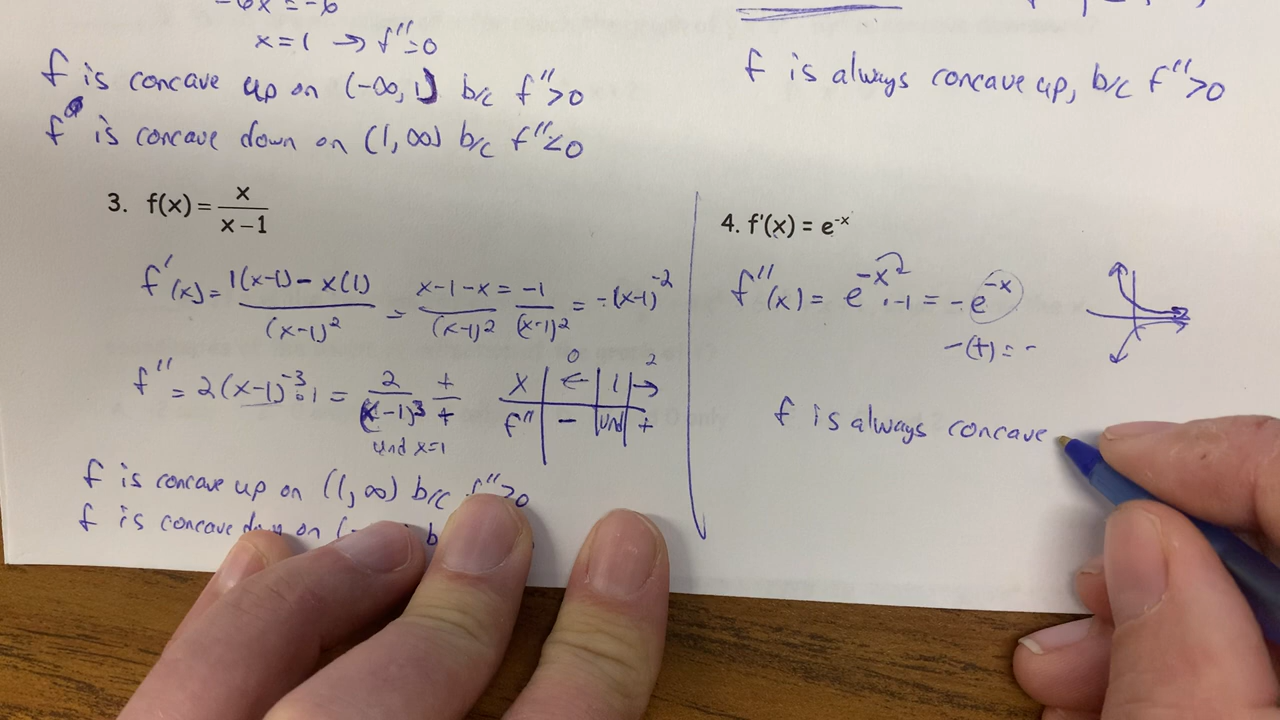 -6x = -6
x = 1 → f''=0
f is concave up on (-∞, 1) b/c f''>0
f is concave down on (1, ∞) b/c f''<0
f is always concave up, b/c f''>0
3. f(x) = x/(x-1)
f'(x) = (1(x-1) - x(1))/(x-1)² = (x-1-x)/(x-1)² = -1/(x-1)² = -(x-1)⁻²
f'' = 2(x-1)⁻³·1 = 2/(x-1)³ +/+
und x=1
0 2
x ← 1 →
f'' - und +
f is concave up on (1, ∞) b/c f''>0
f is concave down on (- b
4. f'(x) = e⁻ˣ
f''(x) = e⁻ˣ · -1 = -e⁻ˣ
-(+) = -
f is always concave